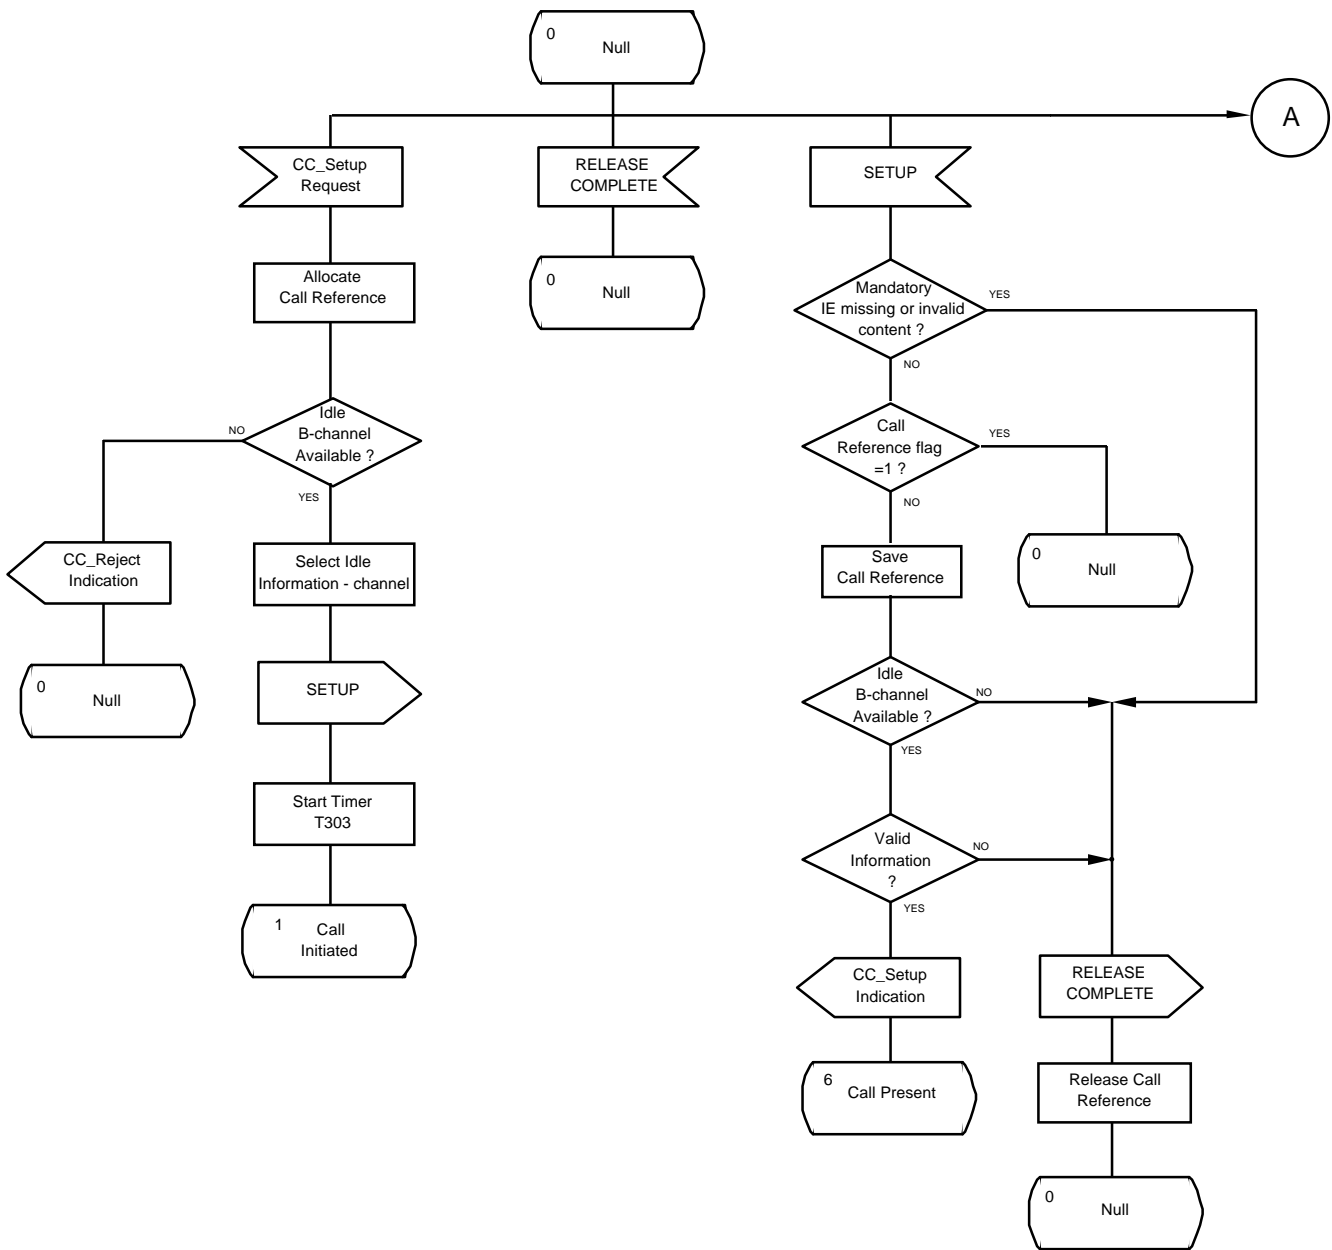 0
Null
A
CC_Setup
Request
RELEASE
COMPLETE
SETUP
Allocate
Call Reference
0
Null
Mandatory
IE missing or invalid
content ?
YES
NO
Idle
B-channel
Available ?
NO
YES
Call
Reference flag
=1 ?
YES
NO
CC_Reject
Indication
Select Idle
Information - channel
Save
Call Reference
0
Null
0
Null
SETUP
Idle
B-channel
Available ?
NO
YES
Start Timer
T303
Valid
Information
?
NO
YES
1
Call
Initiated
CC_Setup
Indication
RELEASE
COMPLETE
6
Call Present
Release Call
Reference
0
Null